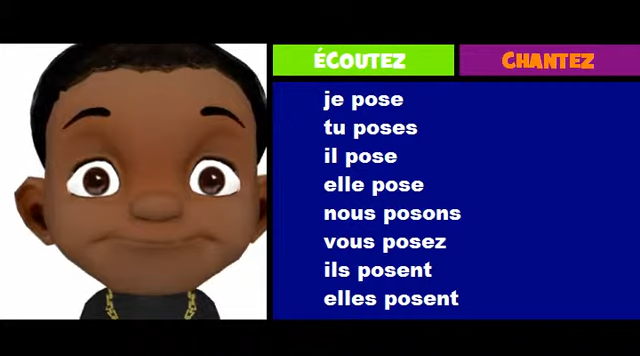 ÉCOUTEZ
CHANTEZ
je pose
tu poses
il pose
elle pose
nous posons
vous posez
ils posent
elles posent